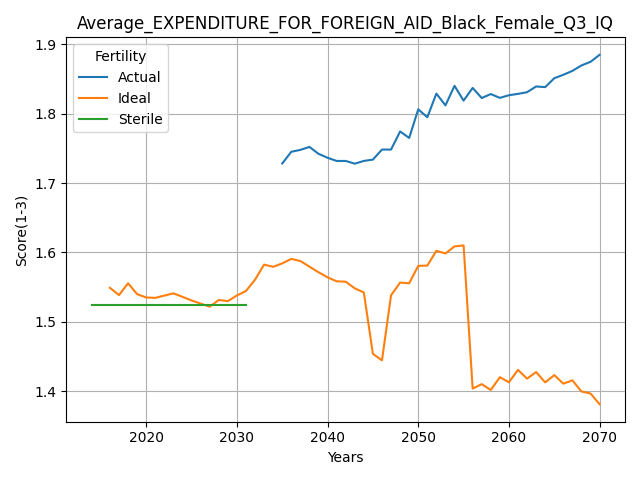 Average_EXPENDITURE_FOR_FOREIGN_AID_Black_Female_Q3_IQ
Fertility
Actual
Ideal
Sterile
Score(1-3)
1.9
1.8
1.7
1.6
1.5
1.4
2020 2030 2040 2050 2060 2070
Years